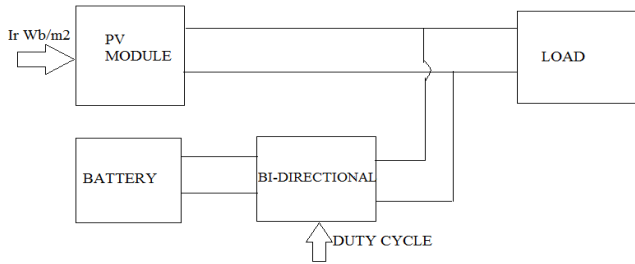 Ir Wb/m2
PV
MODULE
LOAD
BATTERY
BI-DIRECTIONAL
DUTY CYCLE